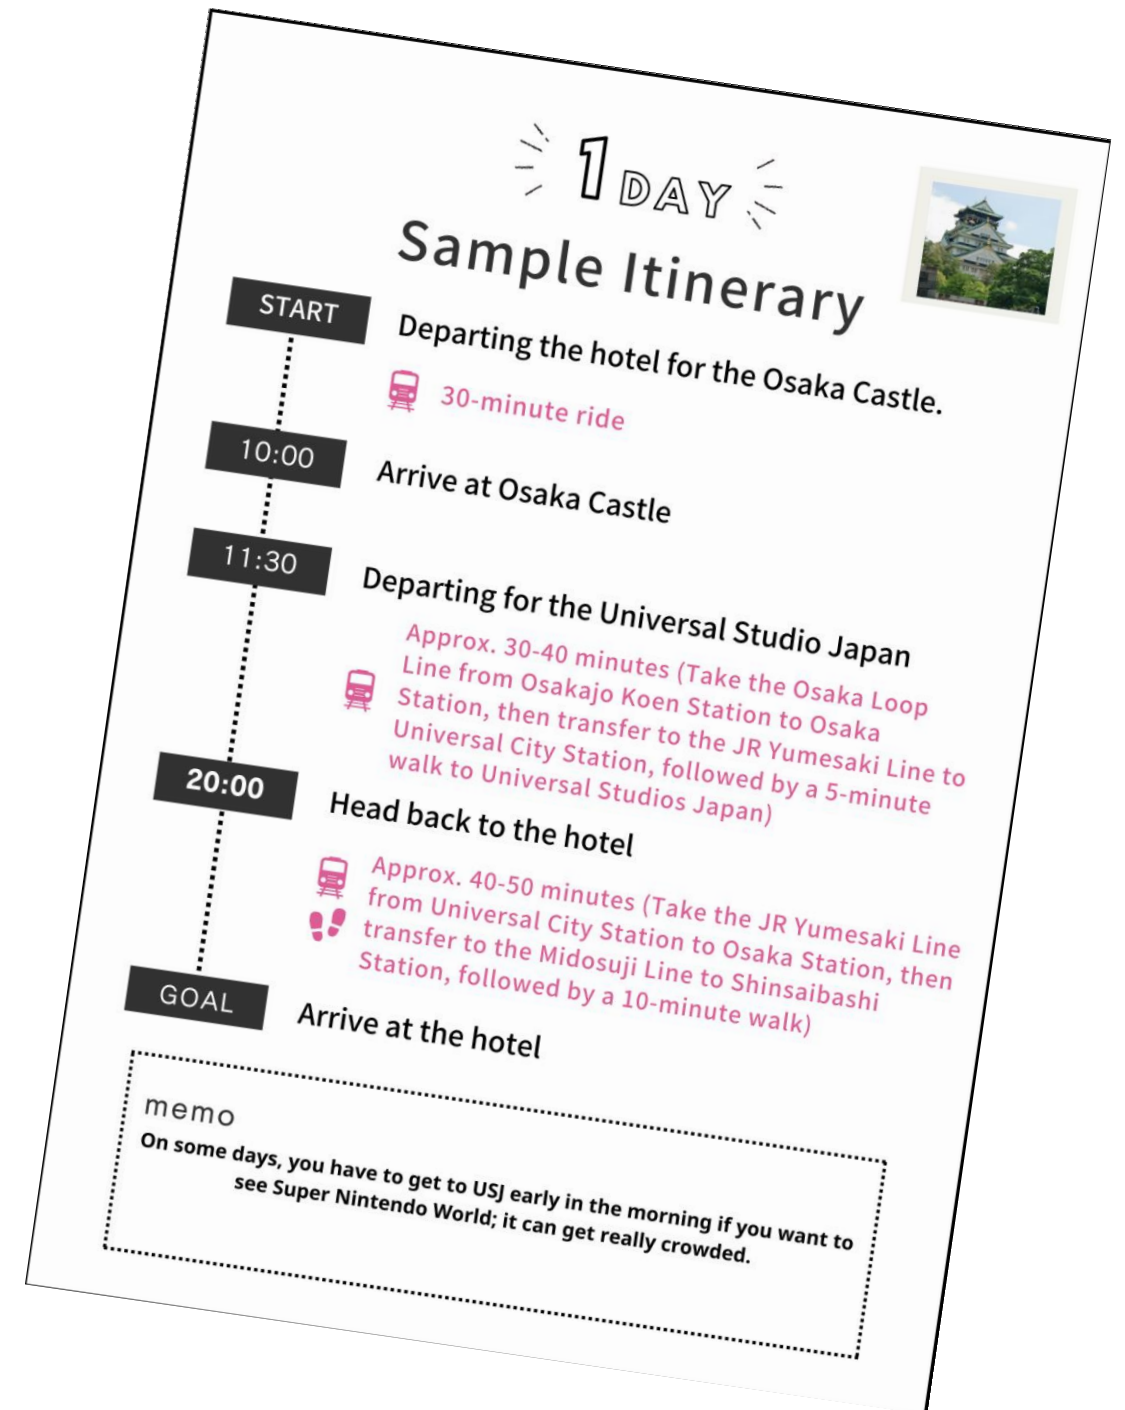 1 DAY
Sample Itinerary
START
Departing the hotel for the Osaka Castle.
30-minute ride
10:00
Arrive at Osaka Castle
11:30
Departing for the Universal Studio Japan
Approx. 30-40 minutes (Take the Osaka Loop
Line from Osakajo Koen Station to Osaka
Station, then transfer to the JR Yumesaki Line to
Universal City Station, followed by a 5-minute
walk to Universal Studios Japan)
20:00
Head back to the hotel
Approx. 40-50 minutes (Take the JR Yumesaki Line
from Universal City Station to Osaka Station, then
transfer to the Midosuji Line to Shinsaibashi
Station, followed by a 10-minute walk)
GOAL
Arrive at the hotel
memo
On some days, you have to get to USJ early in the morning if you want to
see Super Nintendo World; it can get really crowded.